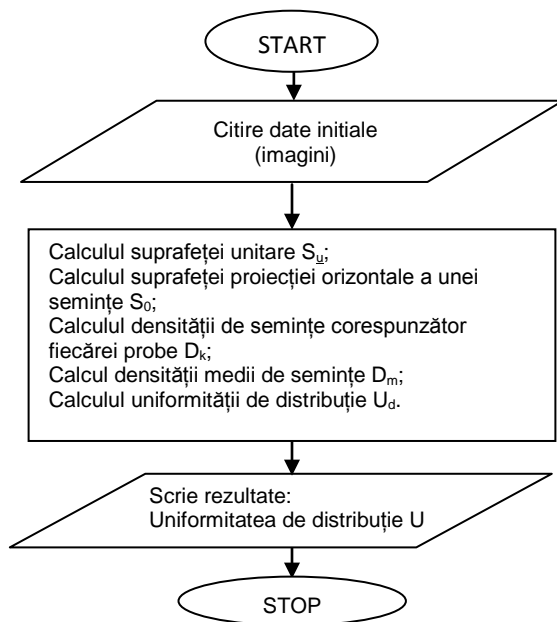 START
Citire date initiale
(imagini)
Calculul suprafeței unitare Su;
Calculul suprafeței proiecției orizontale a unei
semințe S0;
Calculul densității de semințe corespunzător
fiecărei probe Dk;
Calcul densității medii de semințe Dm;
Calculul uniformității de distribuție Ud.
Scrie rezultate:
Uniformitatea de distribuție U
STOP